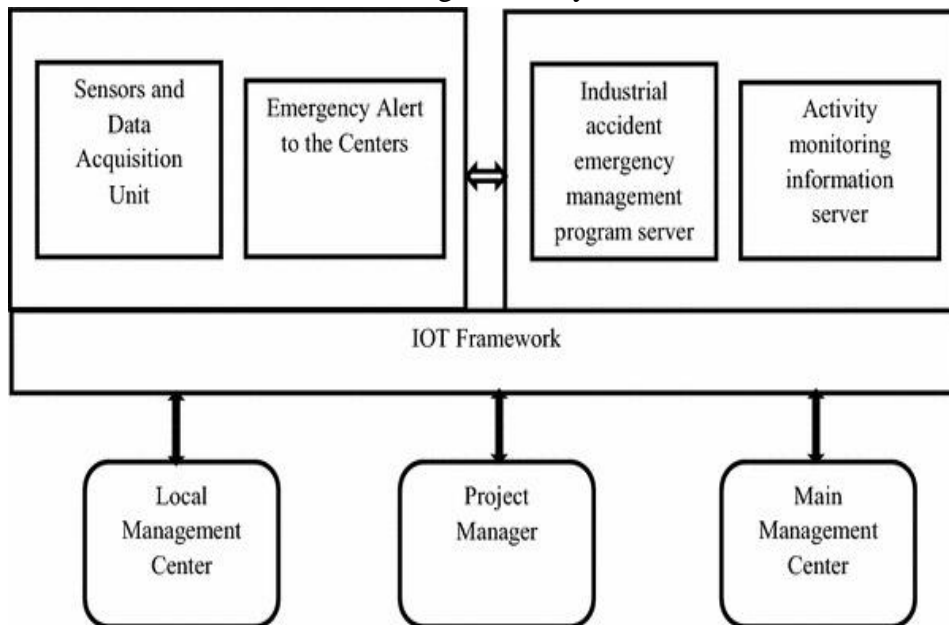 Sensors and
Data
Acquisition
Unit
Emergency Alert
to the Centers
Industrial
accident
emergency
management
program server
Activity
monitoring
information
server
IOT Framework
Local
Management
Center
Project
Manager
Main
Management
Center